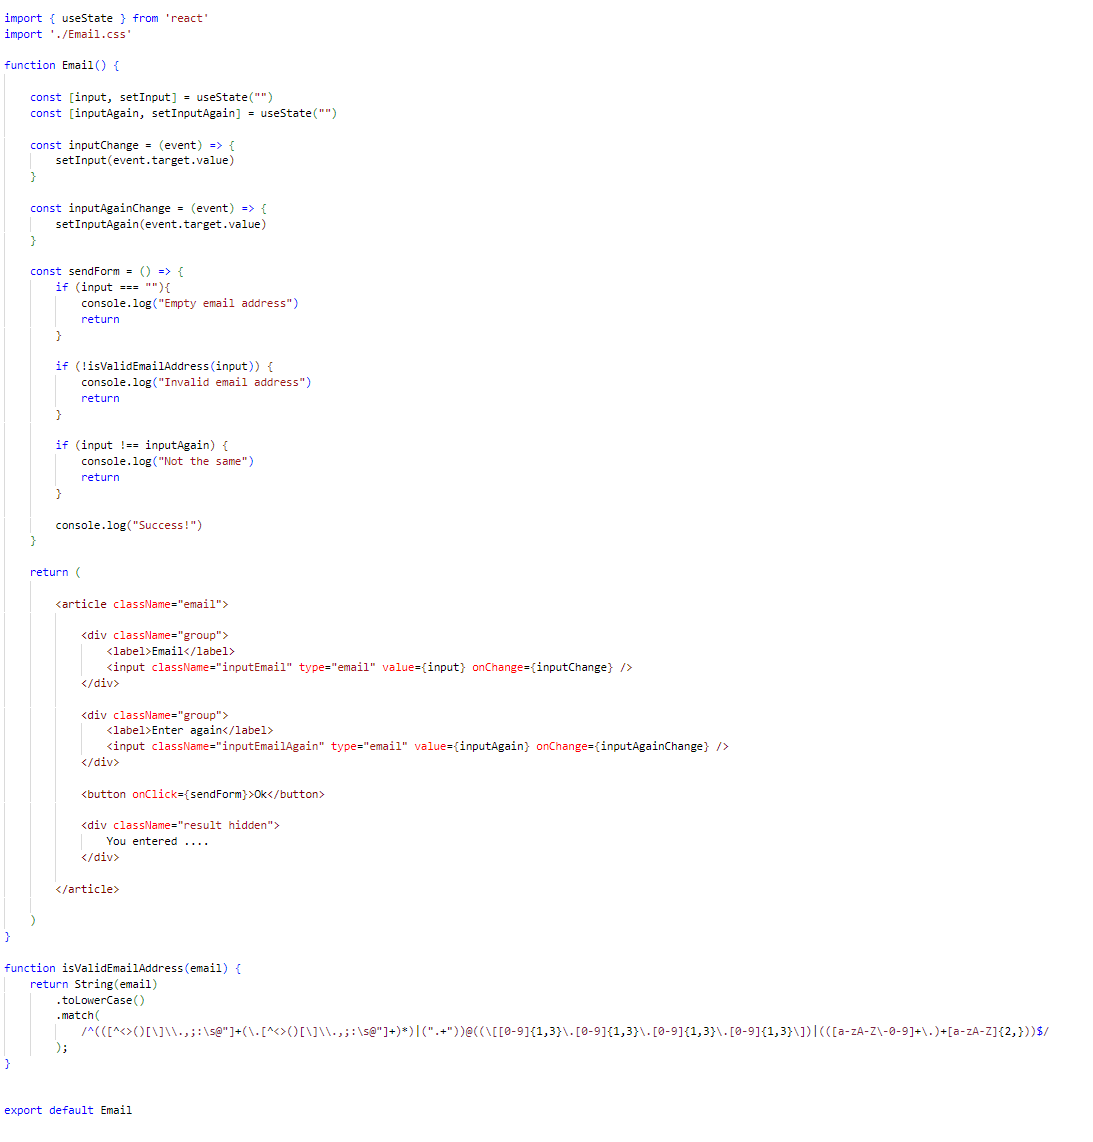 import { useState } from 'react'
import './Email.css'
function Email() {
const [input, setInput] = useState("")
const [inputAgain, setInputAgain] = useState("")
const inputChange = (event) => {
setInput(event.target.value)
}
const inputAgainChange = (event) => {
setInputAgain(event.target.value)
}
const sendForm = () => {
if (input === ""){
console.log("Empty email address")
return
}
if (!isValidEmailAddress(input)) {
console.log("Invalid email address")
return
}
if (input !== inputAgain) {
console.log("Not the same")
return
}
console.log("Success!")
}
return (
<article className="email">
<div className="group">
<label>Email</label>
<input className="inputEmail" type="email" value={input} onChange={inputChange} />
</div>
<div className="group">
<label>Enter again</label>
<input className="inputEmailAgain" type="email" value={inputAgain} onChange={inputAgainChange} />
</div>
<button onClick={sendForm}>Ok</button>
<div className="result hidden">
You entered ....
</div>
</article>
)
}
function isValidEmailAddress(email) {
return String(email)
.toLowerCase()
.match(
/^(([^<>()[\]\\.,;:\s@"]+(\.[^<>()[\]\\.,;:\s@"]+)*)|(".+"))@((\[[0-9]{1,3}\.[0-9]{1,3}\.[0-9]{1,3}\.[0-9]{1,3}\])|(([a-zA-Z\-0-9]+\.)+[a-zA-Z]{2,}))$/
);
}
export default Email